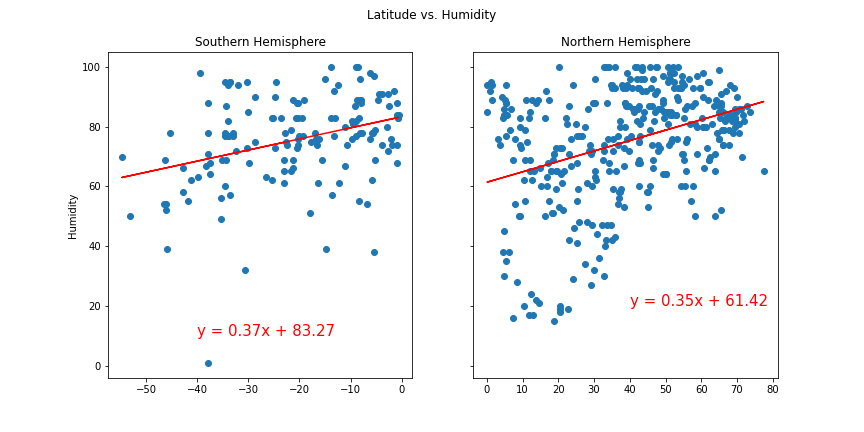 Latitude vs. Humidity
Southern Hemisphere
Northern Hemisphere
Humidity
100
80
60
40
20
0
y = 0.37x + 83.27
y = 0.35x + 61.42
−50 −40 −30 −20 −10 0
0 10 20 30 40 50 60 70 80